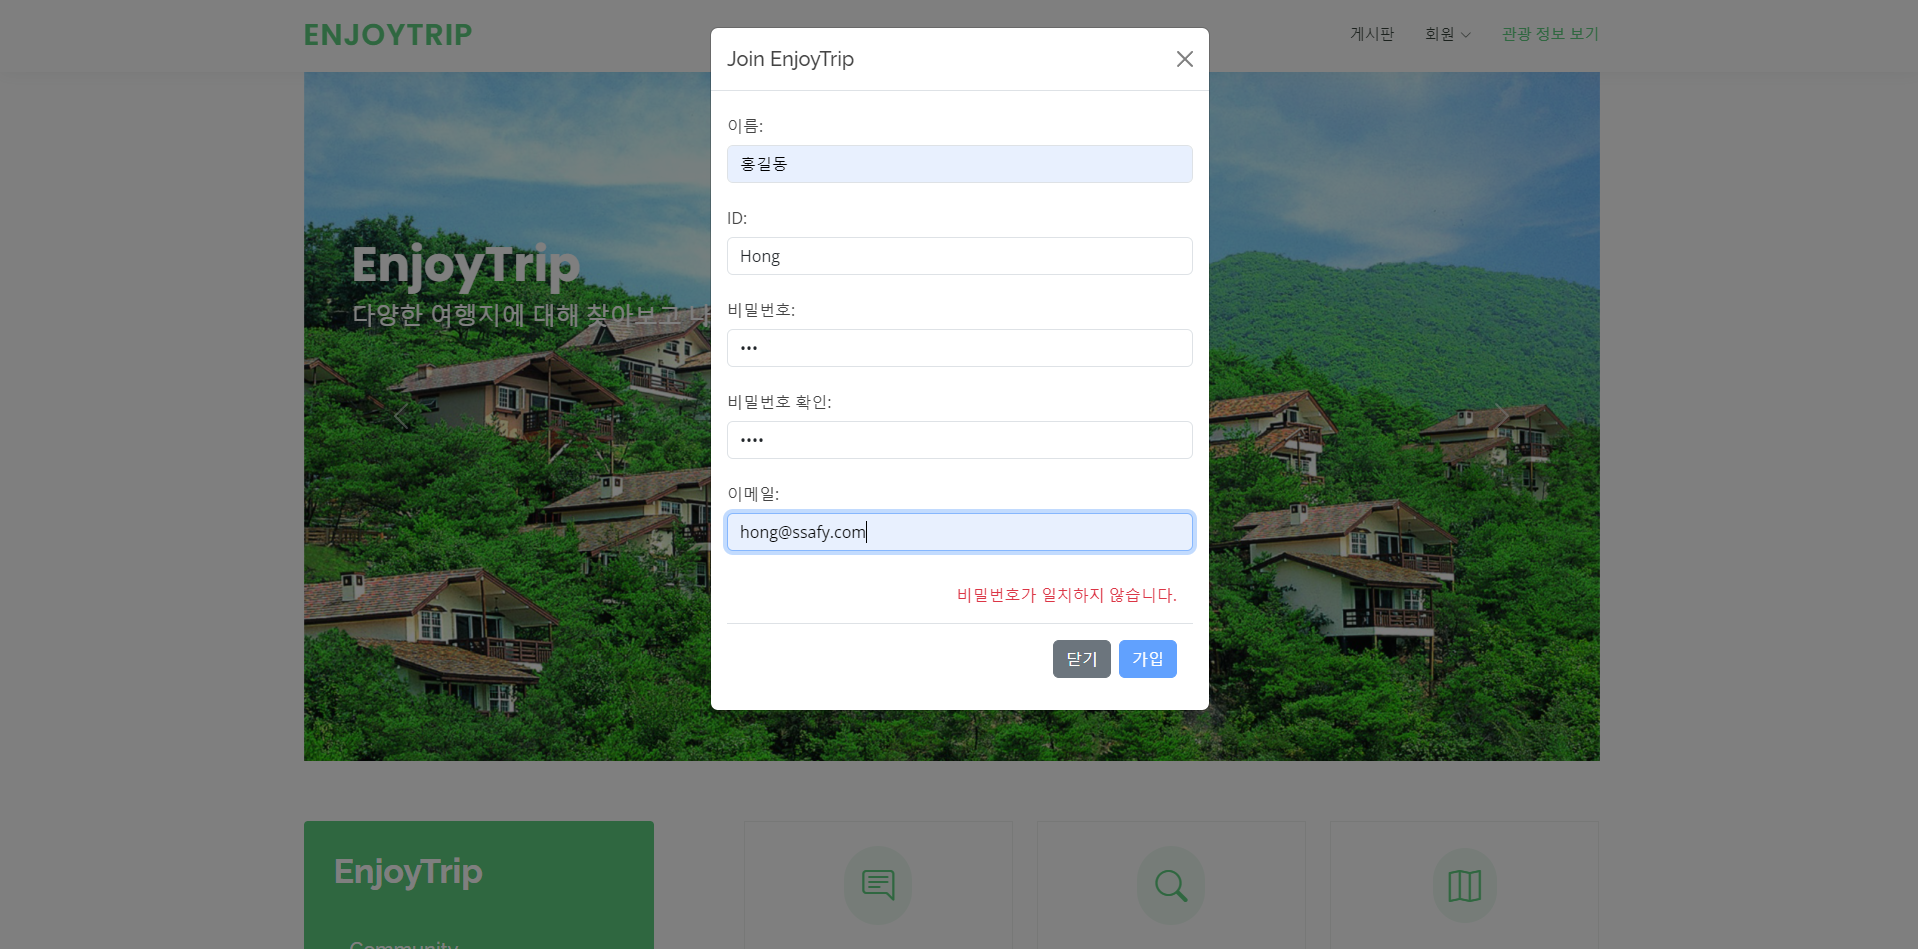 ENJOYTRIP
게시판
회원
관광 정보 보기
Join EnjoyTrip
이름:
홍길동
ID:
Hong
비밀번호:
•••
비밀번호 확인:
••••
이메일:
hong@ssafy.com
비밀번호가 일치하지 않습니다.
닫기
가입
EnjoyTrip
다양한 여행지에 대해 찾아보고
EnjoyTrip
Community